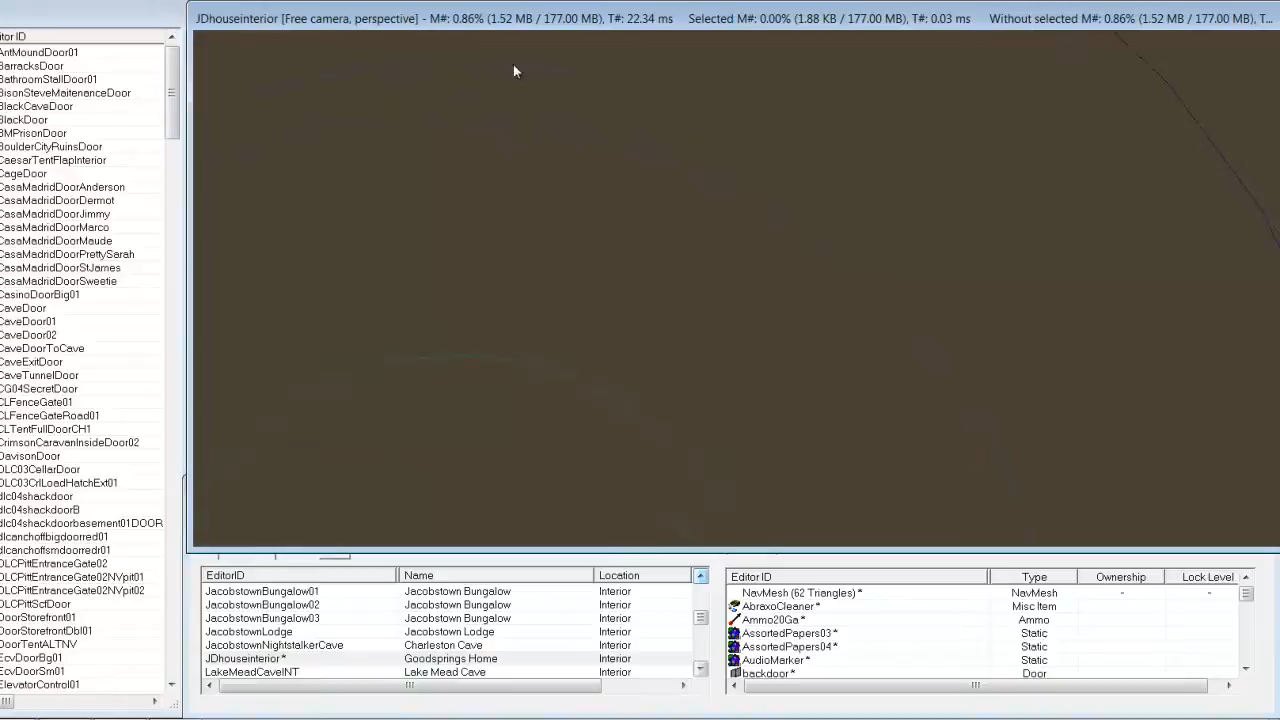 JDhouseinterior [Free camera, perspective] - M#: 0.86% (1.52 MB / 177.00 MB), T#: 22.34 ms Selected M#: 0.00% (1.88 KB / 177.00 MB), T#: 0.03 ms Without selected M#: 0.86% (1.52 MB / 177.00 MB), T...
itor ID
AntMoundDoor01
BarracksDoor
BathroomStallDoor01
BisonSteveMaitenanceDoor
BlackCaveDoor
BlackDoor
BMPrisonDoor
BoulderCityRuinsDoor
CaesarTentFlapInterior
CageDoor
CasaMadridDoorAnderson
CasaMadridDoorDermot
CasaMadridDoorJimmy
CasaMadridDoorMarco
CasaMadridDoorMaude
CasaMadridDoorPrettySarah
CasaMadridDoorStJames
CasaMadridDoorSweetie
CasinoDoorBig01
CaveDoor
CaveDoor01
CaveDoor02
CaveDoorToCave
CaveExitDoor
CaveTunnelDoor
CG04SecretDoor
CLFenceGate01
CLFenceGateRoad01
CLTentFullDoorCH1
CrimsonCaravanInsideDoor02
DavisonDoor
DLC03CellarDoor
DLC03CrlLoadHatchExt01
dlc04shackdoor
dlc04shackdoorB
dlc04shackdoorbasement01DOOR
dlcanchoffbigdoorred01
dlcanchoffsmdoorredr01
DLCPittEntranceGate02
DLCPittEntranceGate02NVpit01
DLCPittEntranceGate02NVpit02
DLCPittSctDoor
DoorStorefront01
DoorStorefrontDbl01
DoorTentALTNV
EcvDoorBg01
EcvDoorSm01
ElevatorControl01
EditorID Name Location
JacobstownBungalow01 Jacobstown Bungalow Interior
JacobstownBungalow02 Jacobstown Bungalow Interior
JacobstownBungalow03 Jacobstown Bungalow Interior
JacobstownLodge Jacobstown Lodge Interior
JacobstownNightstalkerCave Charleston Cave Interior
JDhouseinterior * Goodsprings Home Interior
LakeMeadCaveINT Lake Mead Cave Interior
Editor ID Type Ownership Lock Level
NavMesh (62 Triangles) * NavMesh - -
AbraxoCleaner * Misc Item
Ammo20Ga * Ammo
AssortedPapers03 * Static
AssortedPapers04 * Static
AudioMarker * Static
backdoor * Door